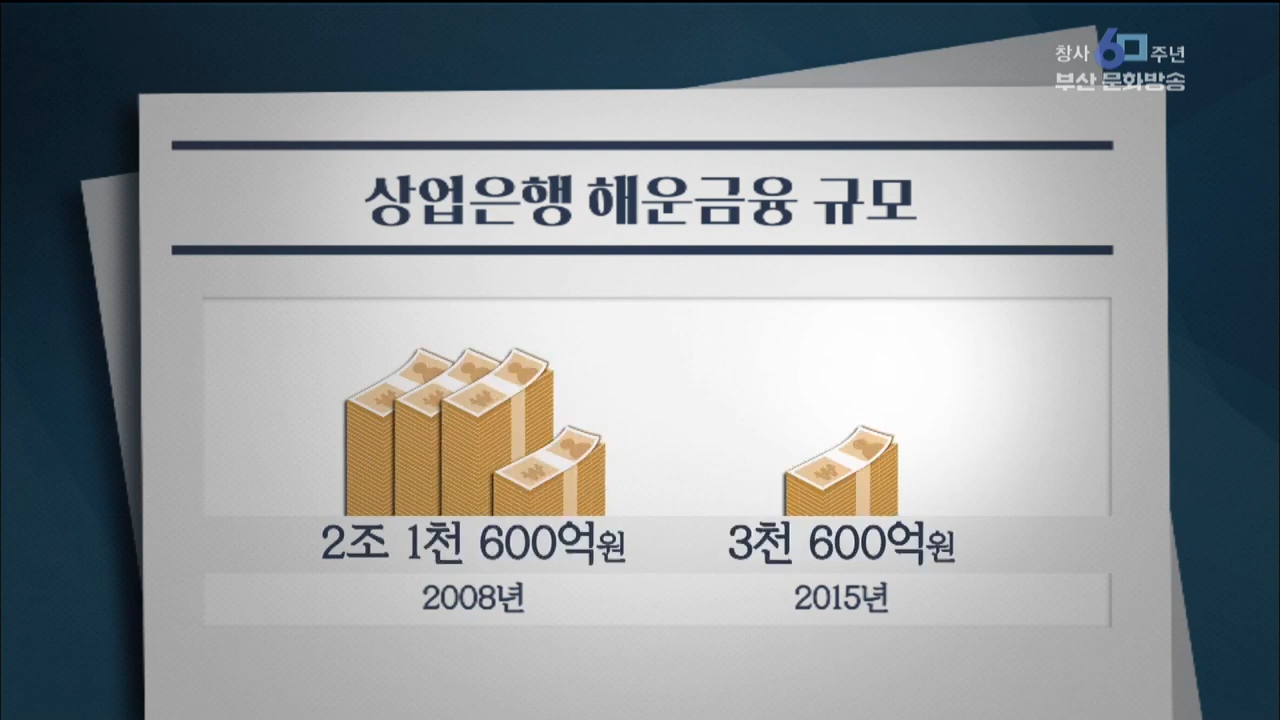 창사 60 주년
부산 문화방송
상업은행 해운금융 규모
2조 1천 600억원
3천 600억원
2008년
2015년